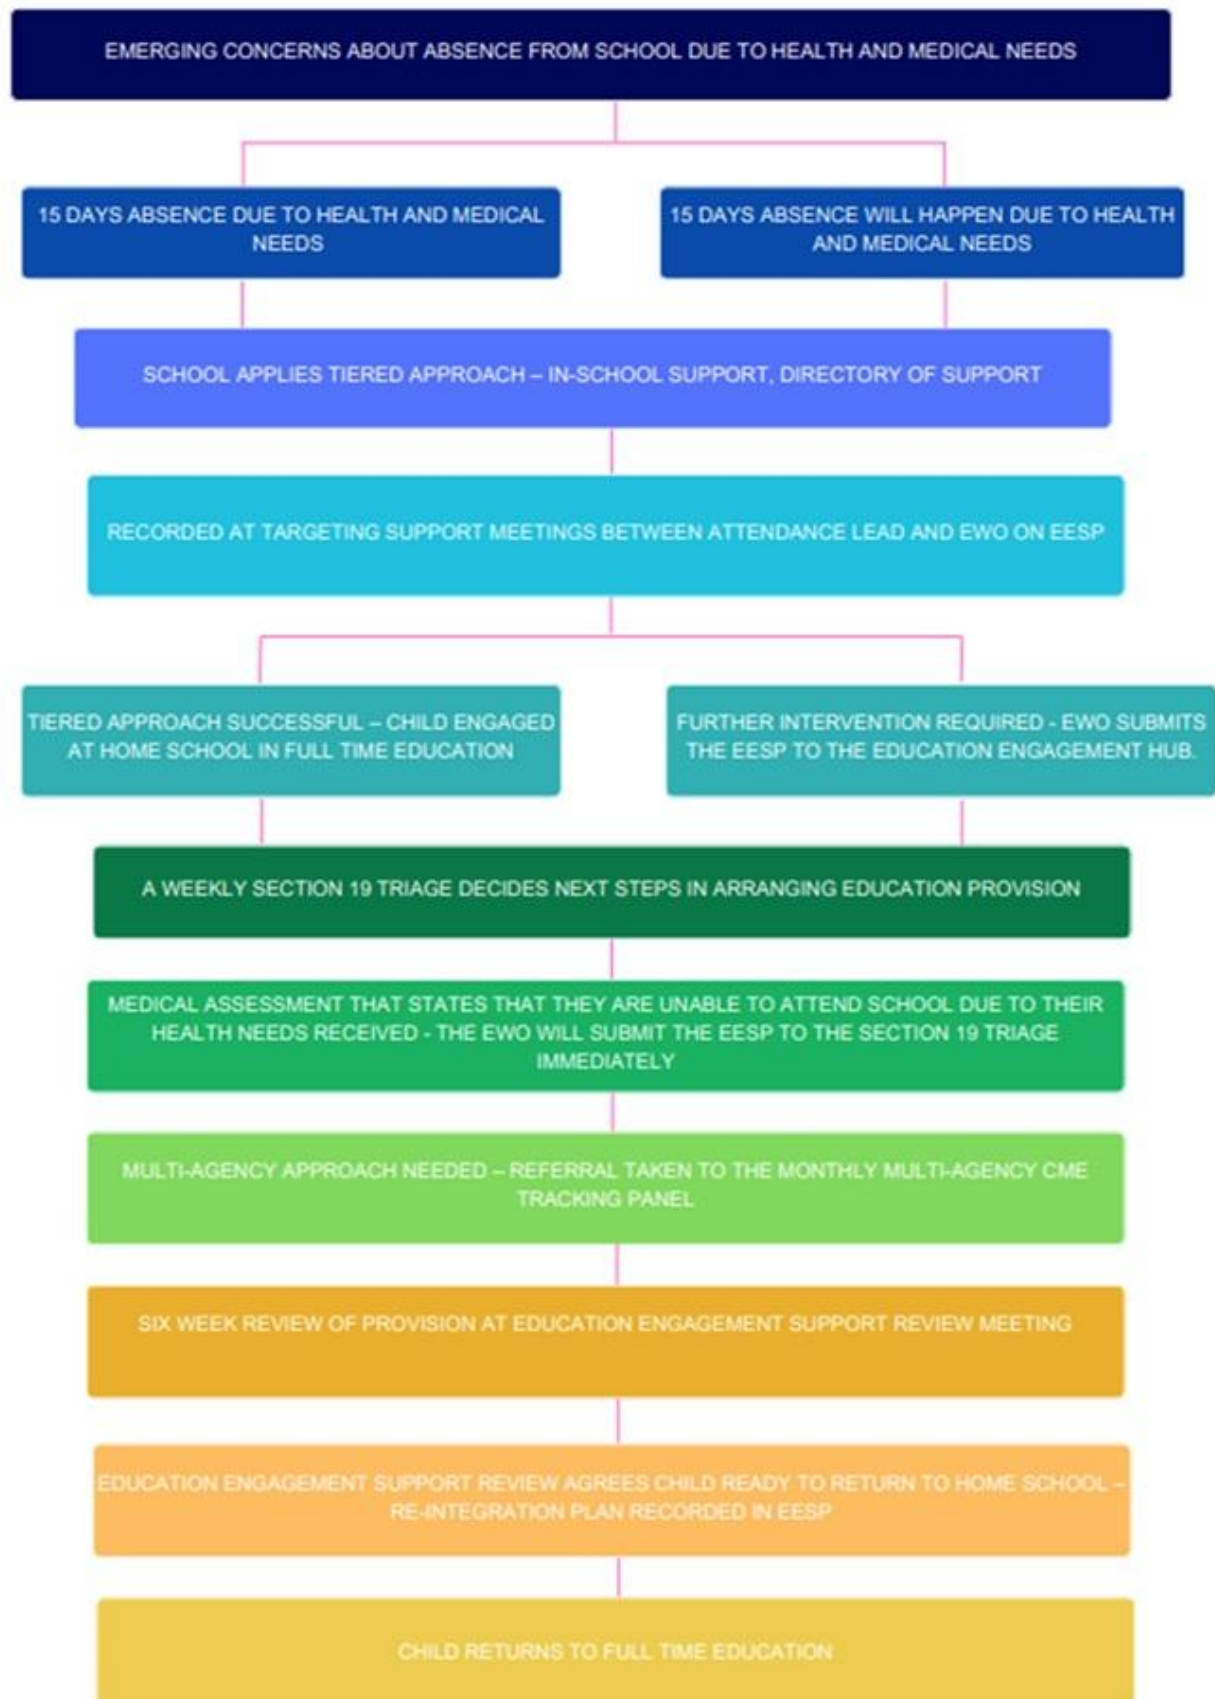 EMERGING CONCERNS ABOUT ABSENCE FROM SCHOOL DUE TO HEALTH AND MEDICAL NEEDS
15 DAYS ABSENCE DUE TO HEALTH AND MEDICAL
NEEDS
15 DAYS ABSENCE WILL HAPPEN DUE TO HEALTH
AND MEDICAL NEEDS
SCHOOL APPLIES TIERED APPROACH – IN-SCHOOL SUPPORT, DIRECTORY OF SUPPORT
RECORDED AT TARGETING SUPPORT MEETINGS BETWEEN ATTENDANCE LEAD AND EWO ON EESP
TIERED APPROACH SUCCESSFUL – CHILD ENGAGED
AT HOME SCHOOL IN FULL TIME EDUCATION
FURTHER INTERVENTION REQUIRED - EWO SUBMITS
THE EESP TO THE EDUCATION ENGAGEMENT HUB.
A WEEKLY SECTION 19 TRIAGE DECIDES NEXT STEPS IN ARRANGING EDUCATION PROVISION
MEDICAL ASSESSMENT THAT STATES THAT THEY ARE UNABLE TO ATTEND SCHOOL DUE TO THEIR
HEALTH NEEDS RECEIVED - THE EWO WILL SUBMIT THE EESP TO THE SECTION 19 TRIAGE
IMMEDIATELY
MULTI-AGENCY APPROACH NEEDED – REFERRAL TAKEN TO THE MONTHLY MULTI-AGENCY CME
TRACKING PANEL
SIX WEEK REVIEW OF PROVISION AT EDUCATION ENGAGEMENT SUPPORT REVIEW MEETING
EDUCATION ENGAGEMENT SUPPORT REVIEW AGREES CHILD READY TO RETURN TO HOME SCHOOL –
RE-INTEGRATION PLAN RECORDED IN EESP
CHILD RETURNS TO FULL TIME EDUCATION